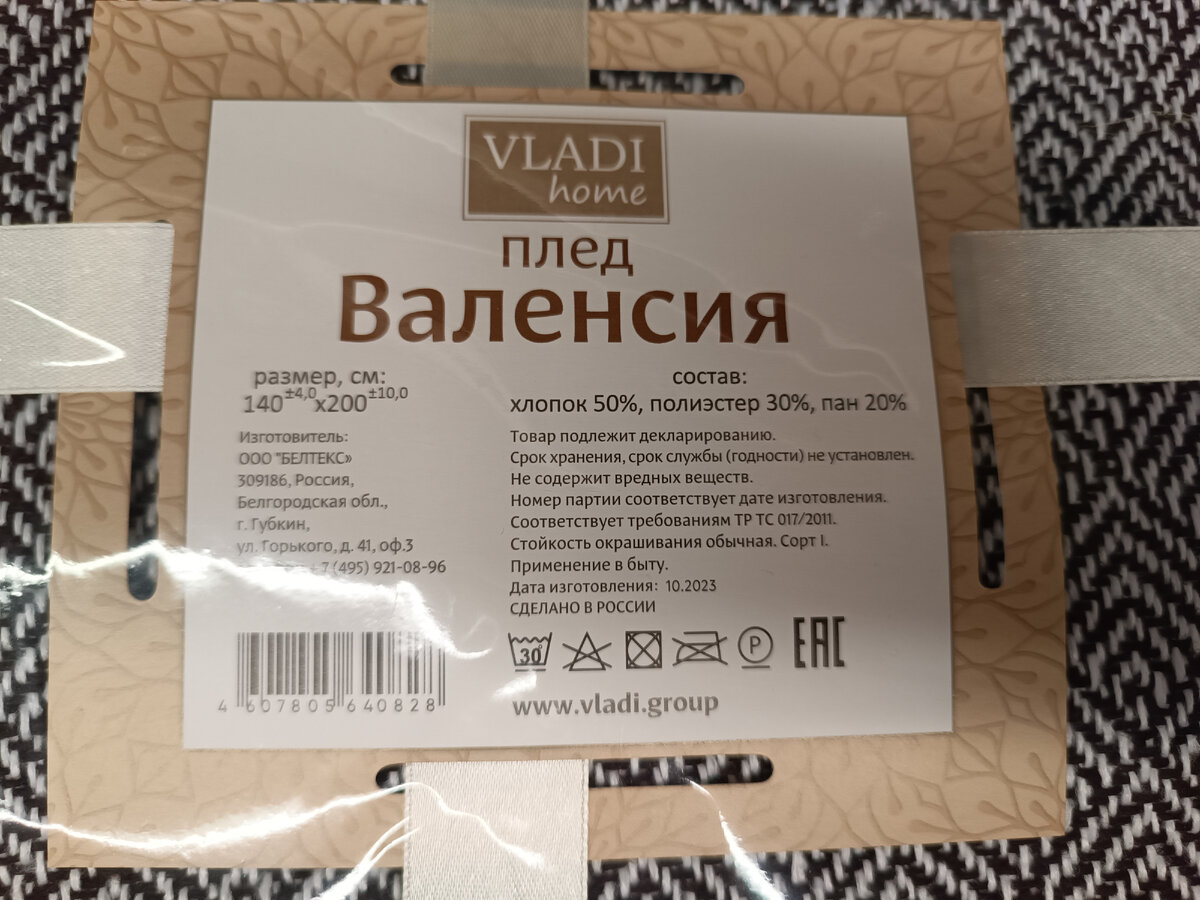 VLADI
home
плед
Валенсия
размер, см:
140±4,0х200±10,0
Изготовитель:
ООО "БЕЛТЕКС»
309186, Россия,
Белгородская обл.,
г. Губкин,
ул. Горького, д. 41, оф.3
+7 (495) 921-08-96
состав:
хлопок 50%, полиэстер 30%, пан 20%
Товар подлежит декларированию.
Срок хранения, срок службы (годности) не установлен.
Не содержит вредных веществ.
Номер партии соответствует дате изготовления.
Соответствует требованиям ТР ТС 017/2011.
Стойкость окрашивания обычная. Сорт I.
Применение в быту.
Дата изготовления: 10.2023
СДЕЛАНО В РОССИИ
30° P EAC
4 607805 640828
www.vladi.group